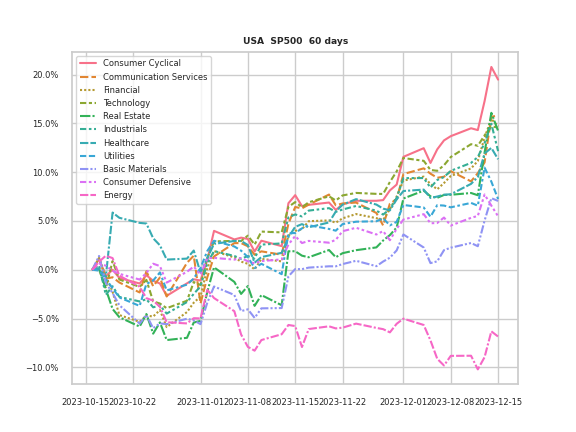 USA SP500 60 days
Consumer Cyclical
Communication Services
Financial
Technology
Real Estate
Industrials
Healthcare
Utilities
Basic Materials
Consumer Defensive
Energy
20.0%
15.0%
10.0%
5.0%
0.0%
−5.0%
−10.0%
2023-10-15 2023-10-22 2023-11-01 2023-11-08 2023-11-15 2023-11-22 2023-12-01 2023-12-08 2023-12-15